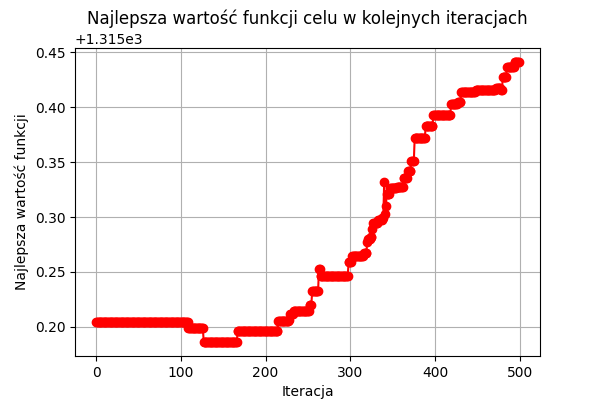 Najlepsza wartość funkcji celu w kolejnych iteracjach
+1.315e3
0.45
0.40
0.35
0.30
0.25
0.20
Najlepsza wartość funkcji
0 100 200 300 400 500
Iteracja